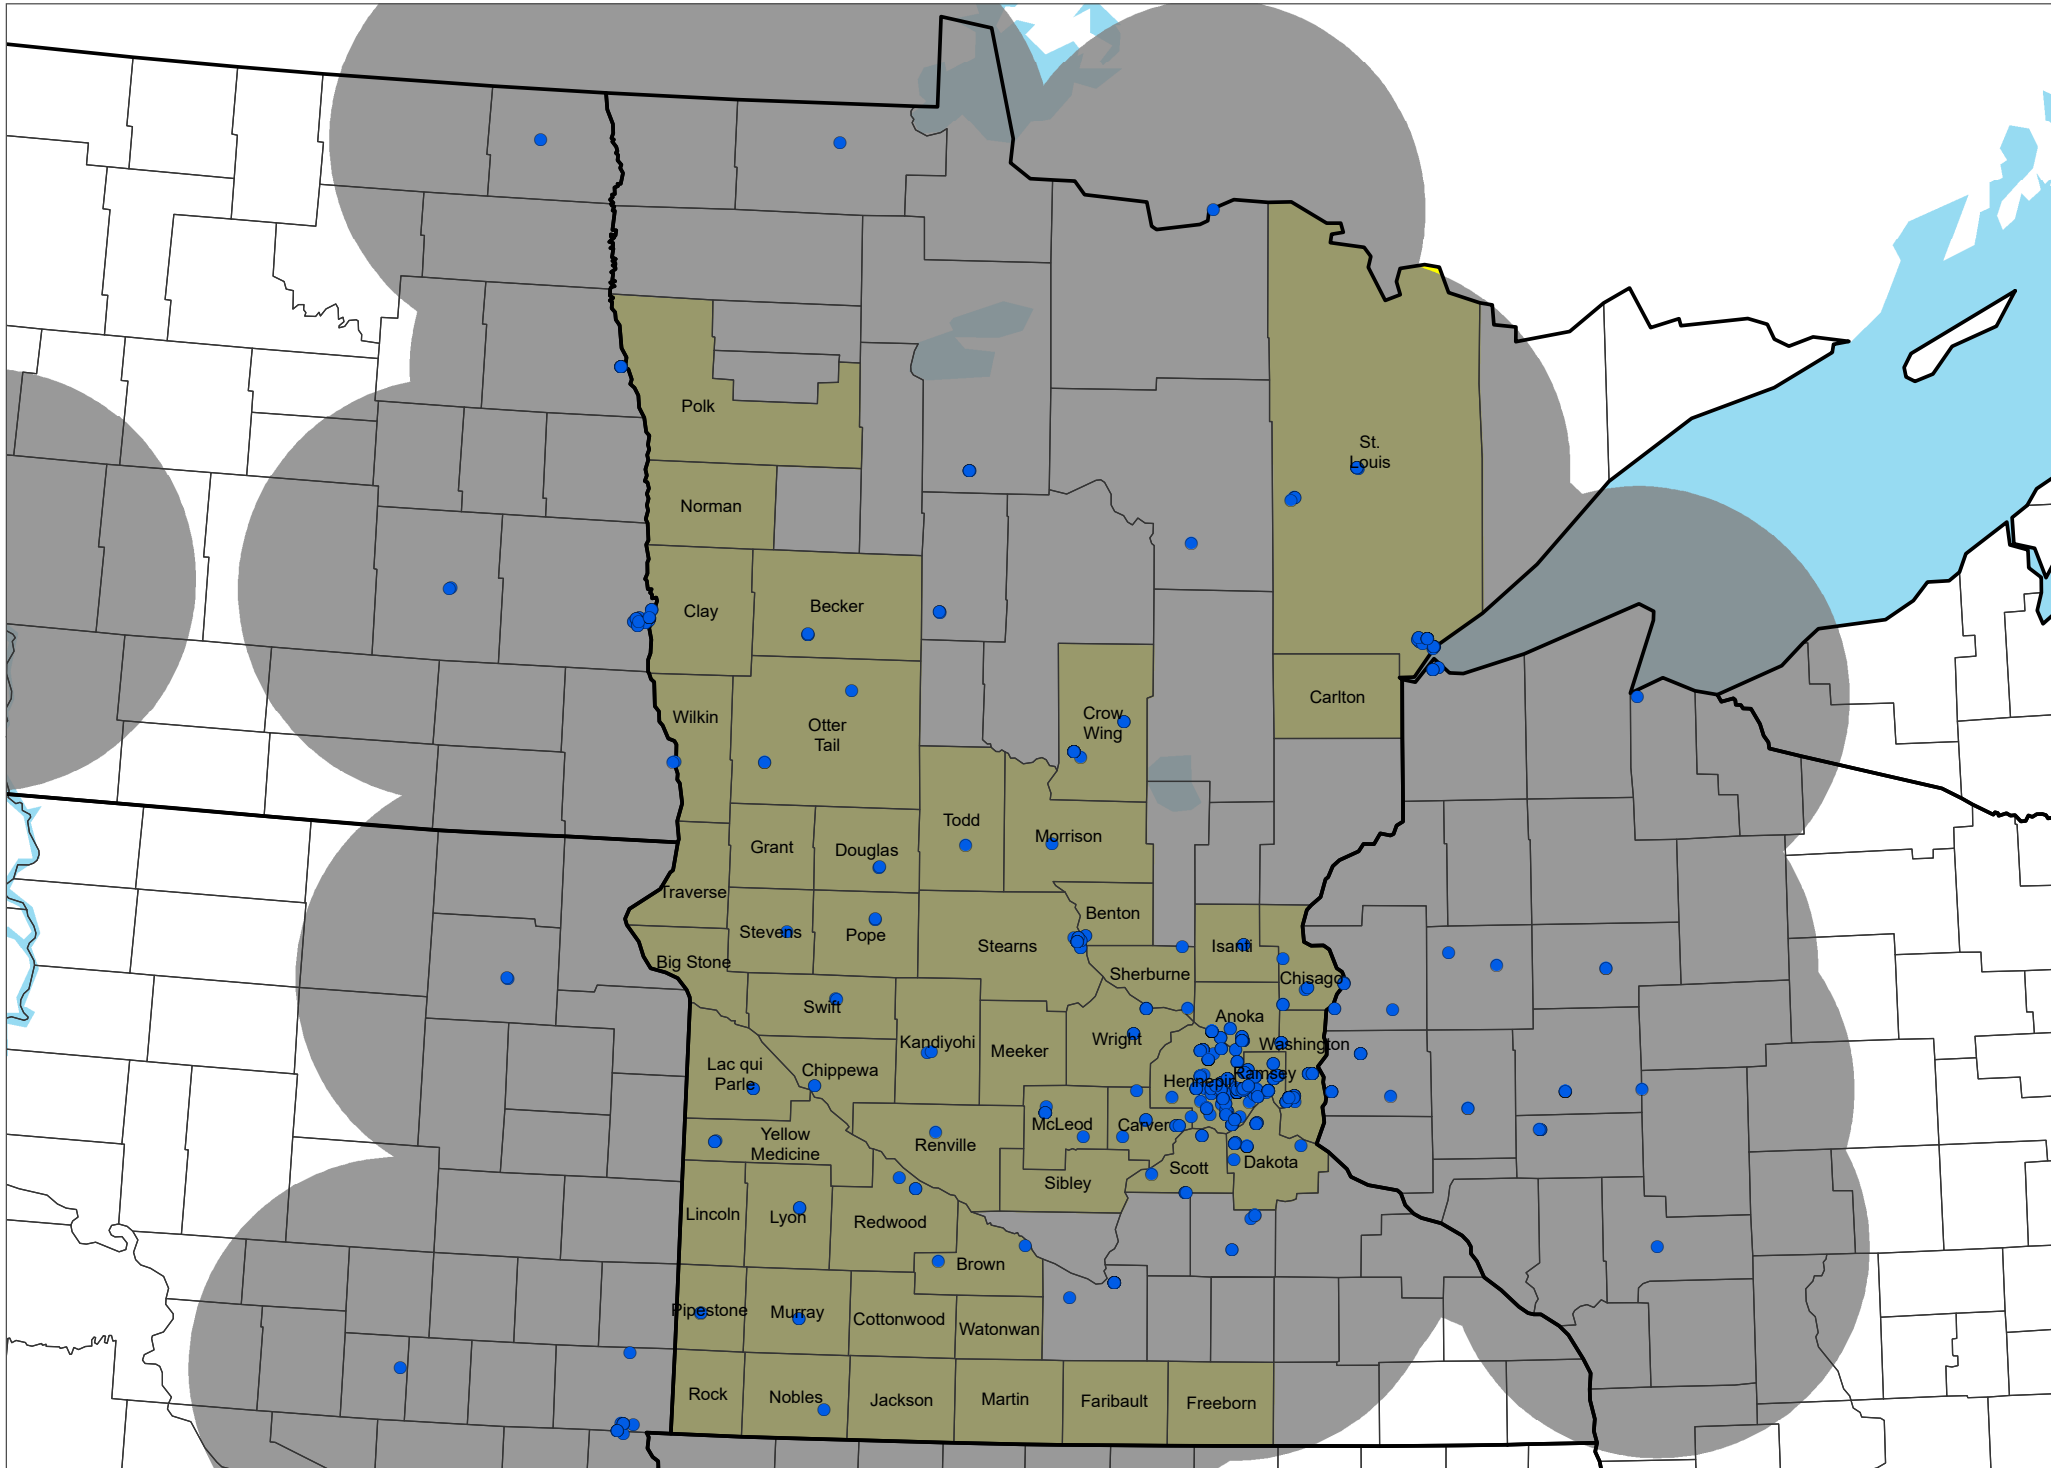 Polk
St.
Louis
Norman
Clay
Becker
Wilkin
Otter
Tail
Crow
Wing
Carlton
Todd
Morrison
Grant
Douglas
Traverse
Benton
Stevens
Pope
Stearns
Isanti
Big Stone
Sherburne
Chisago
Swift
Anoka
Kandiyohi
Meeker
Wright
Washington
Lac qui
Parle
Chippewa
Hennepin
Ramsey
McLeod
Carver
Yellow
Medicine
Renville
Scott
Dakota
Sibley
Lincoln
Lyon
Redwood
Brown
Pipestone
Murray
Cottonwood
Watonwan
Rock
Nobles
Jackson
Martin
Faribault
Freeborn